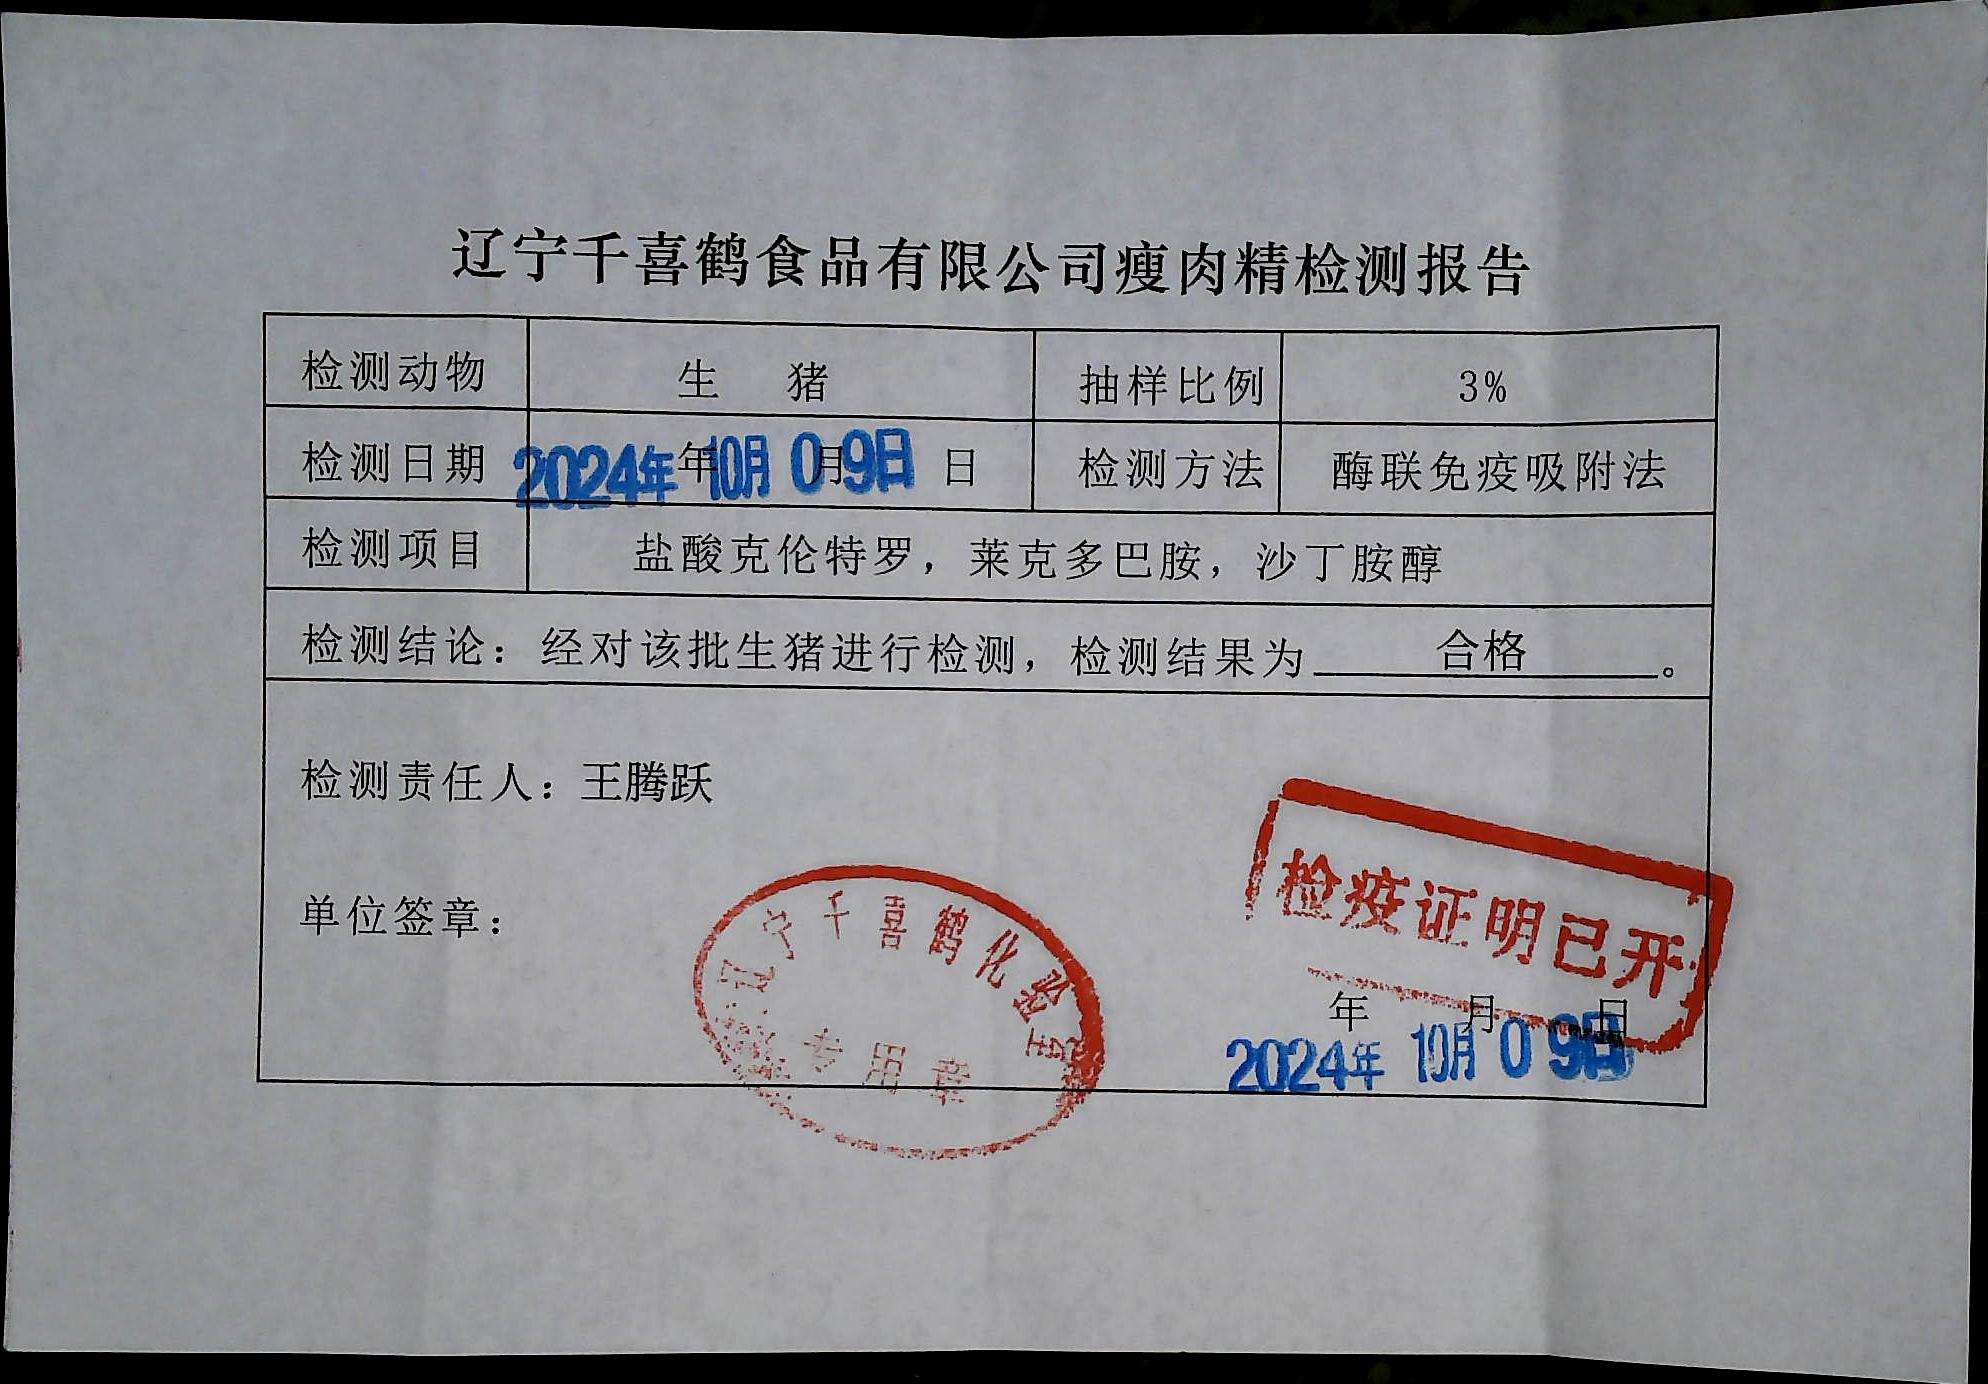 辽宁千喜鹤食品有限公司瘦肉精检测报告
检测动物 生 猪 抽样比例 3%
检测日期 2024年 年 10月 月 09日 日 检测方法 酶联免疫吸附法
检测项目 盐酸克伦特罗，莱克多巴胺，沙丁胺醇
检测结论：经对该批生猪进行检测，检测结果为 合格 。
检测责任人：王腾跃
单位签章：
辽宁千喜鹤化验室
专用章
检疫证明已开
年 月 日
2024年 10月 09日